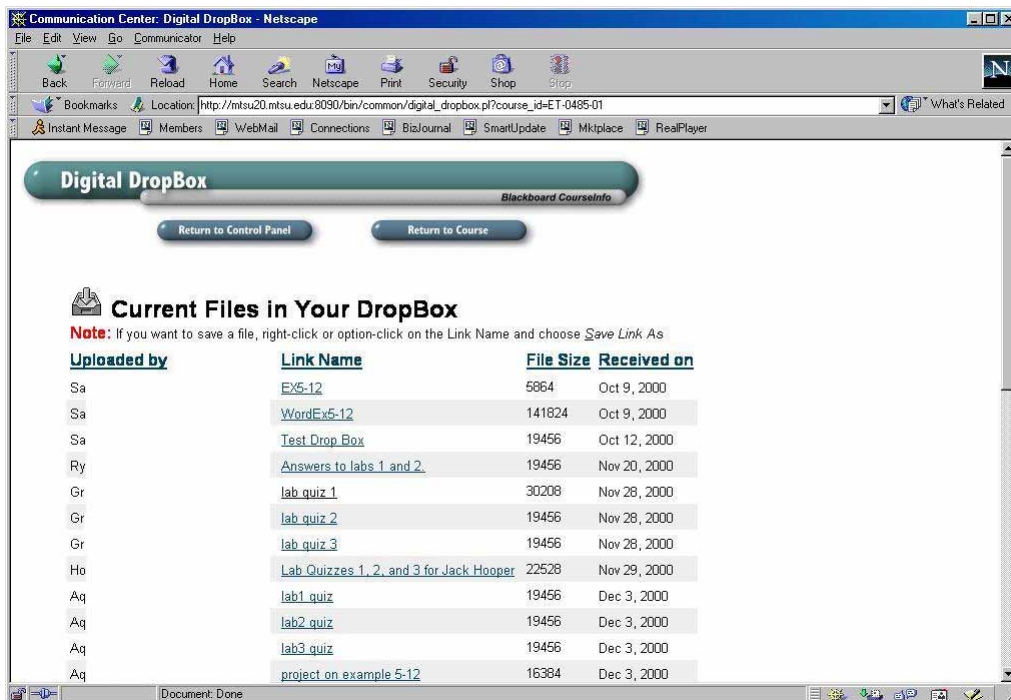 Communication Center: Digital DropBox - Netscape
File Edit View Go Communicator Help
Back Forward Reload Home Search Netscape Print Security Shop Stop
Bookmarks Location: http://mtsu20.mtsu.edu:8090/bin/common/digital_dropbox.pl?course_id=ET-0485-01 What's Related
Instant Message Members WebMail Connections BizJournal SmartUpdate Mktplace RealPlayer
Digital DropBox
Blackboard CourseInfo
Return to Control Panel Return to Course
Current Files in Your DropBox
Note: If you want to save a file, right-click or option-click on the Link Name and choose Save Link As
Uploaded by Link Name File Size Received on
Sa EX5-12 5864 Oct 9, 2000
Sa WordEx5-12 141824 Oct 9, 2000
Sa Test Drop Box 19456 Oct 12, 2000
Ry Answers to labs 1 and 2. 19456 Nov 20, 2000
Gr lab quiz 1 30208 Nov 28, 2000
Gr lab quiz 2 19456 Nov 28, 2000
Gr lab quiz 3 19456 Nov 28, 2000
Ho Lab Quizzes 1, 2, and 3 for Jack Hooper 22528 Nov 29, 2000
Aq lab1 quiz 19456 Dec 3, 2000
Aq lab2 quiz 19456 Dec 3, 2000
Aq lab3 quiz 19456 Dec 3, 2000
Aq project on example 5-12 16384 Dec 3, 2000
Document: Done